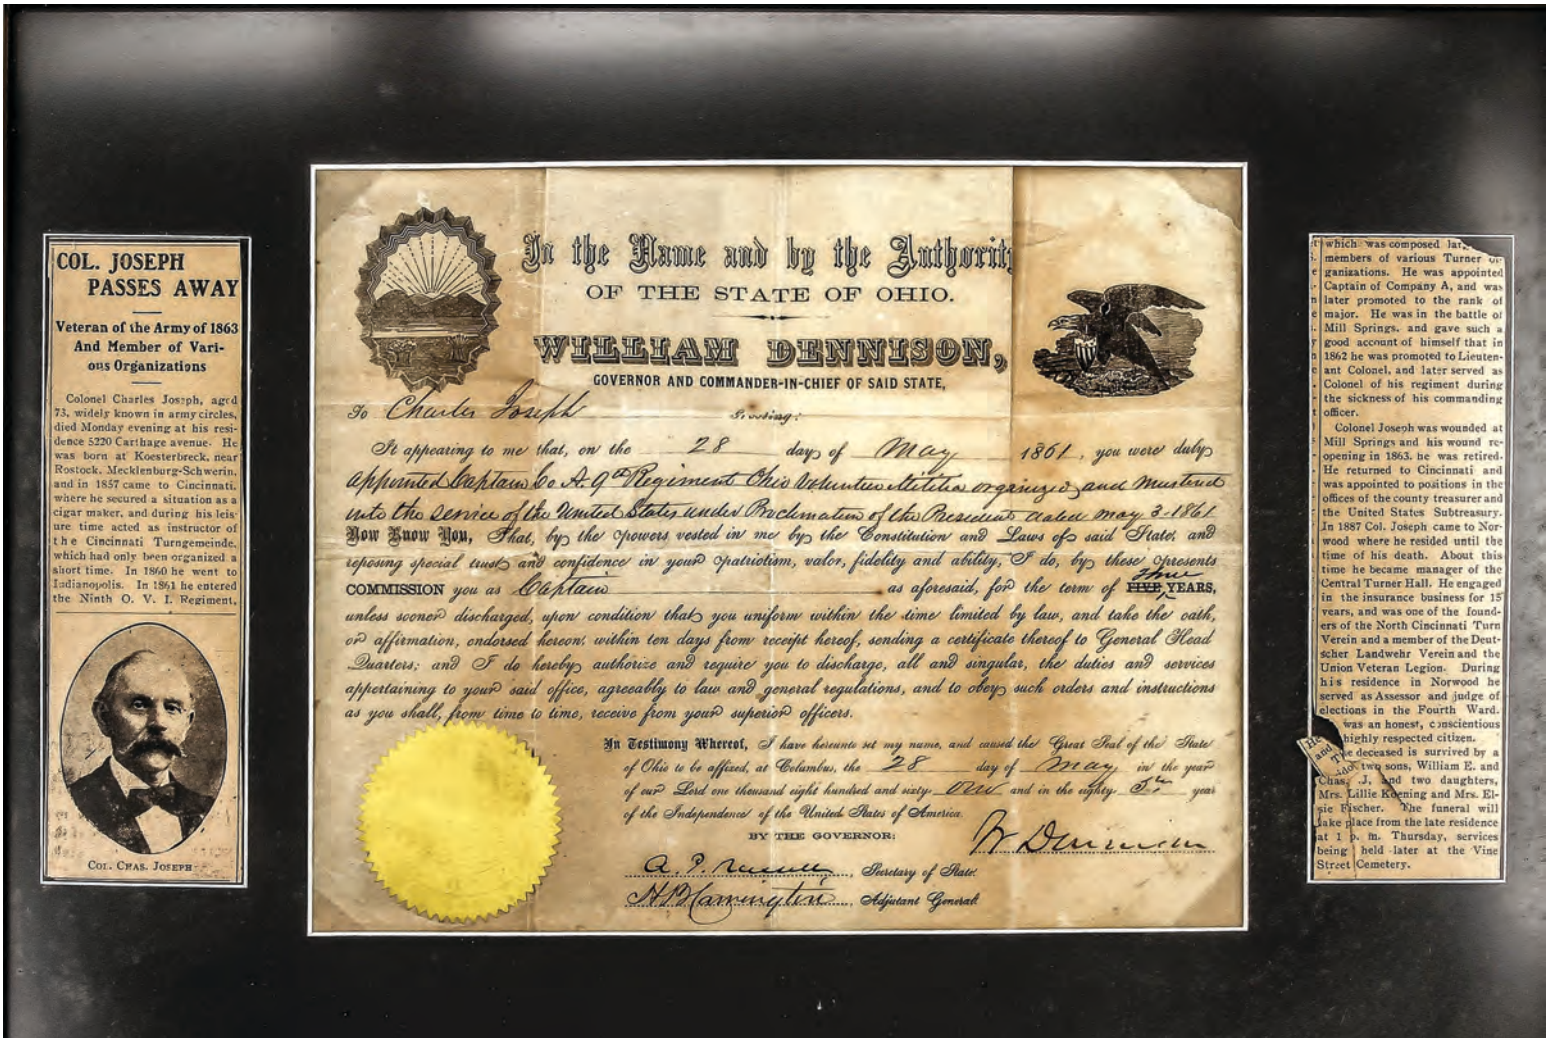 COL. JOSEPH
PASSES AWAY
Veteran of the Army of 1863
And Member of Vari-
ous Organizations
Colonel Charles Joseph, aged
73, widely known in army circles,
died Monday evening at his resi-
dence 5220 Carthage avenue. He
was born at Koesterbreck, near
Rostock, Mecklenburg-Schwerin,
and in 1857 came to Cincinnati,
where he secured a situation as a
cigar maker, and during his leis-
ure time acted as instructor of
the Cincinnati Turngemeinde,
which had only been organized a
short time. In 1860 he went to
Indianopolis. In 1861 he entered
the Ninth O. V. I. Regiment,
COL. CHAS. JOSEPH
In the Name and by the Authority
OF THE STATE OF OHIO.
WILLIAM DENNISON,
GOVERNOR AND COMMANDER-IN-CHIEF OF SAID STATE,
To Charles Joseph Greeting:
It appearing to me that, on the 28 day of May 1861, you were duly
appointed Captain Co A. 9th Regiment Ohio Volunteer Militia organized and mustered
into the service of the United States under Proclamation of the President dated May 3-1861
Now Know You, That, by the powers vested in me by the Constitution and Laws of said State, and
reposing special trust and confidence in your patriotism, valor, fidelity and ability, I do, by these presents
COMMISSION you as Captain as aforesaid, for the term of FIVE three YEARS,
unless sooner discharged, upon condition that you uniform within the time limited by law, and take the oath,
or affirmation, endorsed hereon, within ten days from receipt hereof, sending a certificate thereof to General Head
Quarters; and I do hereby authorize and require you to discharge, all and singular, the duties and services
appertaining to your said office, agreeably to law and general regulations, and to obey such orders and instructions
as you shall, from time to time, receive from your superior officers.
In Testimony Whereof, I have hereunto set my name, and caused the Great Seal of the State
of Ohio to be affixed, at Columbus, the 28 day of May in the year
of our Lord one thousand eight hundred and sixty-one and in the eighty 5th year
of the Independence of the United States of America.
BY THE GOVERNOR:
W Dennison
A. P. Russell, Secretary of State.
H B Carrington, Adjutant General.
which was composed
members of various Turner or-
ganizations. He was appointed
Captain of Company A, and was
later promoted to the rank of
major. He was in the battle of
Mill Springs, and gave such a
good account of himself that in
1862 he was promoted to Lieuten-
ant Colonel, and later served as
Colonel of his regiment during
the sickness of his commanding
officer.
Colonel Joseph was wounded at
Mill Springs and his wound re-
opening in 1863, he was retired.
He returned to Cincinnati and
was appointed to positions in the
offices of the county treasurer and
the United States Subtreasury.
In 1887 Col. Joseph came to Nor-
wood where he resided until the
time of his death. About this
time he became manager of the
Central Turner Hall. He engaged
in the insurance business for 15
years, and was one of the found-
ers of the North Cincinnati Turn
Verein and a member of the Deut-
scher Landwehr Verein and the
Union Veteran Legion. During
his residence in Norwood he
served as Assessor and judge of
elections in the Fourth Ward.
He was an honest, conscientious
and highly respected citizen.
The deceased is survived by a
two sons, William E. and
Chas. J. and two daughters,
Mrs. Lillie Koening and Mrs. El-
sie Fischer. The funeral will
take place from the late residence
at 1 p. m. Thursday, services
being held later at the Vine
Street Cemetery.